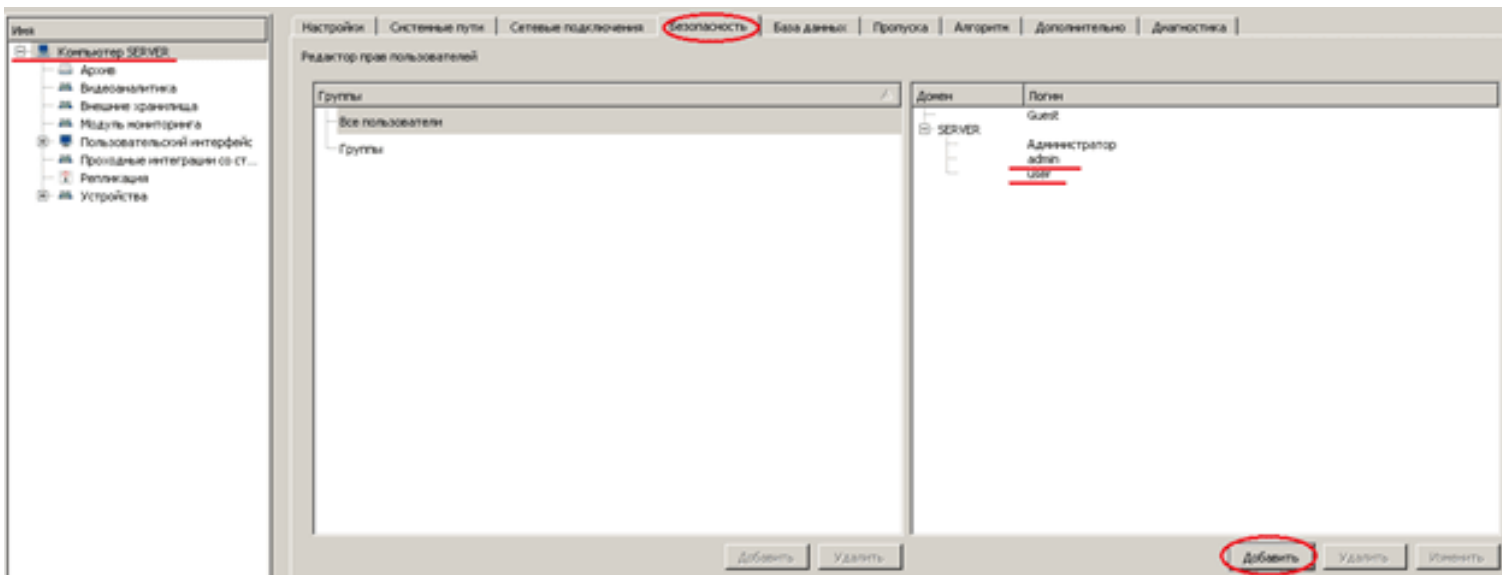 Имя
Компьютер SERVER
Архив
Видеоаналитика
Внешние хранилища
Модуль мониторинга
Пользовательский интерфейс
Проходные интеграции со ст...
Репликация
Устройства
Настройки
Системные пути
Сетевые подключения
Безопасность
База данных
Пропуска
Алгоритм
Дополнительно
Диагностика
Редактор прав пользователей
Группы
Все пользователи
Группы
Добавить
Удалить
Домен
Логин
Guest
SERVER
Администратор
admin
user
Добавить
Удалить
Изменить